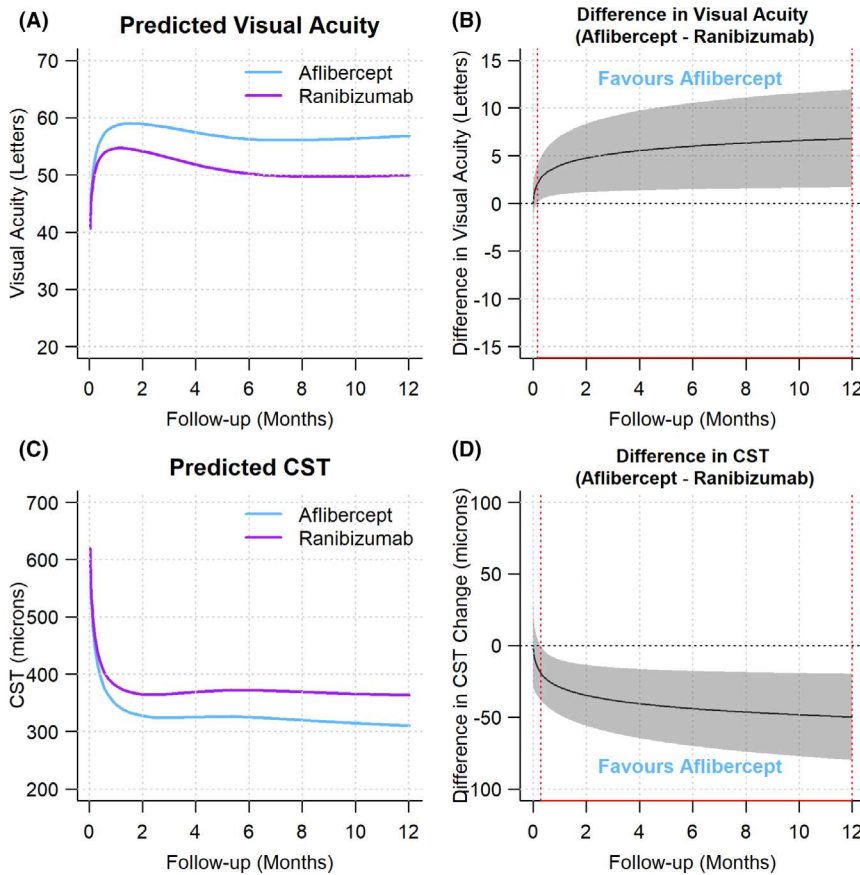 (A)
Predicted Visual Acuity
Aflibercept
Ranibizumab
Visual Acuity (Letters)
70
60
50
40
30
20
0 2 4 6 8 10 12
Follow-up (Months)
(B)
Difference in Visual Acuity
(Aflibercept - Ranibizumab)
Favours Aflibercept
Difference in Visual Acuity (Letters)
15
10
5
0
-5
-10
-15
0 2 4 6 8 10 12
Follow-up (Months)
(C)
Predicted CST
Aflibercept
Ranibizumab
CST (microns)
700
600
500
400
300
200
0 2 4 6 8 10 12
Follow-up (Months)
(D)
Difference in CST
(Aflibercept - Ranibizumab)
Difference in CST Change (microns)
100
50
0
-50
100
Favours Aflibercept
0 2 4 6 8 10 12
Follow-up (Months)